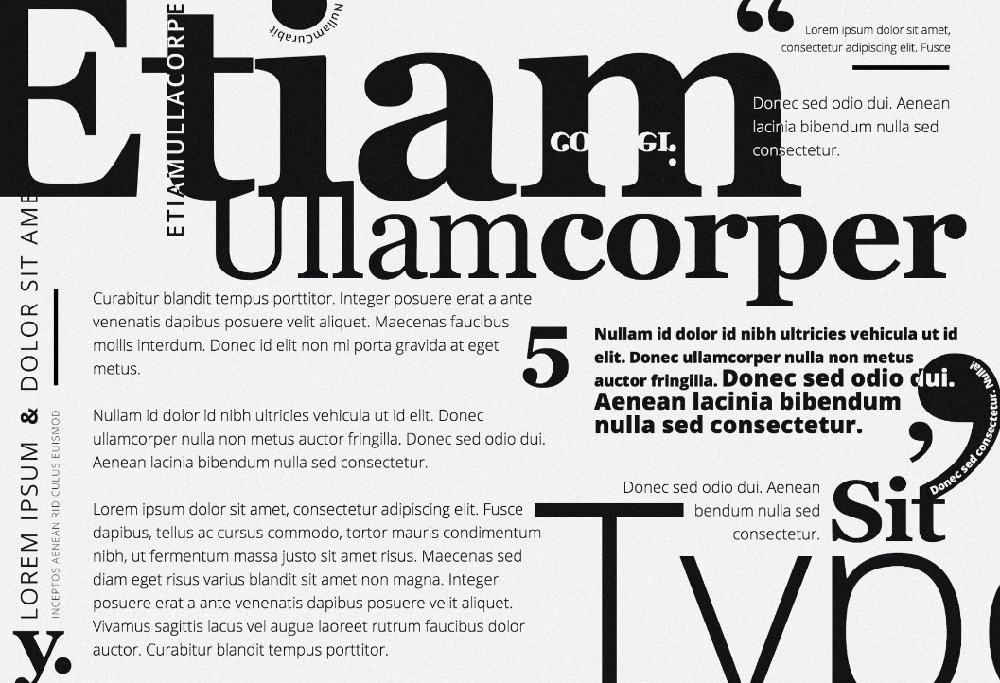 Etiam
Ullamcorper
ETIAMULLACORPE
NullamCurabit
“
Lorem ipsum dolor sit amet,
consectetur adipiscing elit. Fusce
Donec sed odio dui. Aenean
lacinia bibendum nulla sed
consectetur.
LOREM IPSUM & DOLOR SIT AME
INCEPTOS AENEAN RIDICULUS EUISMOD
y.
Curabitur blandit tempus porttitor. Integer posuere erat a ante
venenatis dapibus posuere velit aliquet. Maecenas faucibus
mollis interdum. Donec id elit non mi porta gravida at eget
metus.
Nullam id dolor id nibh ultricies vehicula ut id elit. Donec
ullamcorper nulla non metus auctor fringilla. Donec sed odio dui.
Aenean lacinia bibendum nulla sed consectetur.
Lorem ipsum dolor sit amet, consectetur adipiscing elit. Fusce
dapibus, tellus ac cursus commodo, tortor mauris condimentum
nibh, ut fermentum massa justo sit amet risus. Maecenas sed
diam eget risus varius blandit sit amet non magna. Integer
posuere erat a ante venenatis dapibus posuere velit aliquet.
Vivamus sagittis lacus vel augue laoreet rutrum faucibus dolor
auctor. Curabitur blandit tempus porttitor.
5
Nullam id dolor id nibh ultricies vehicula ut id
elit. Donec ullamcorper nulla non metus
auctor fringilla. Donec sed odio dui.
Aenean lacinia bibendum
nulla sed consectetur.
Donec sed consectetur. Nulla!
,
Donec sed odio dui. Aenean
bendum nulla sed
consectetur.
Sit
Typo